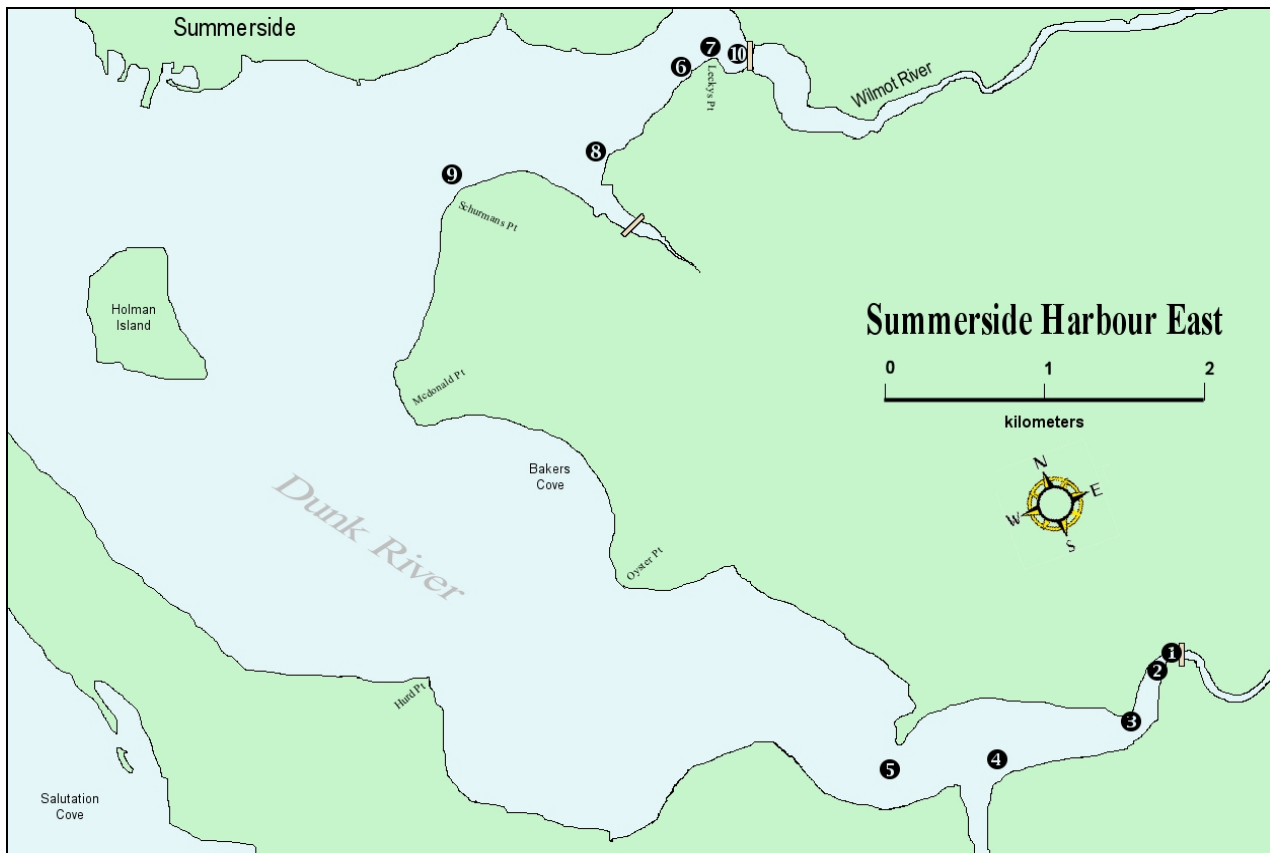 Summerside
7
10
6
Leckys Pt
Wilmot River
8
9
Schurmans Pt
Holman
Island
Summerside Harbour East
0 1 2
kilometers
Mcdonald Pt
Bakers
Cove
N
E
W
S
Dunk River
Oyster Pt
1
2
Hurd Pt
3
4
5
Salutation
Cove